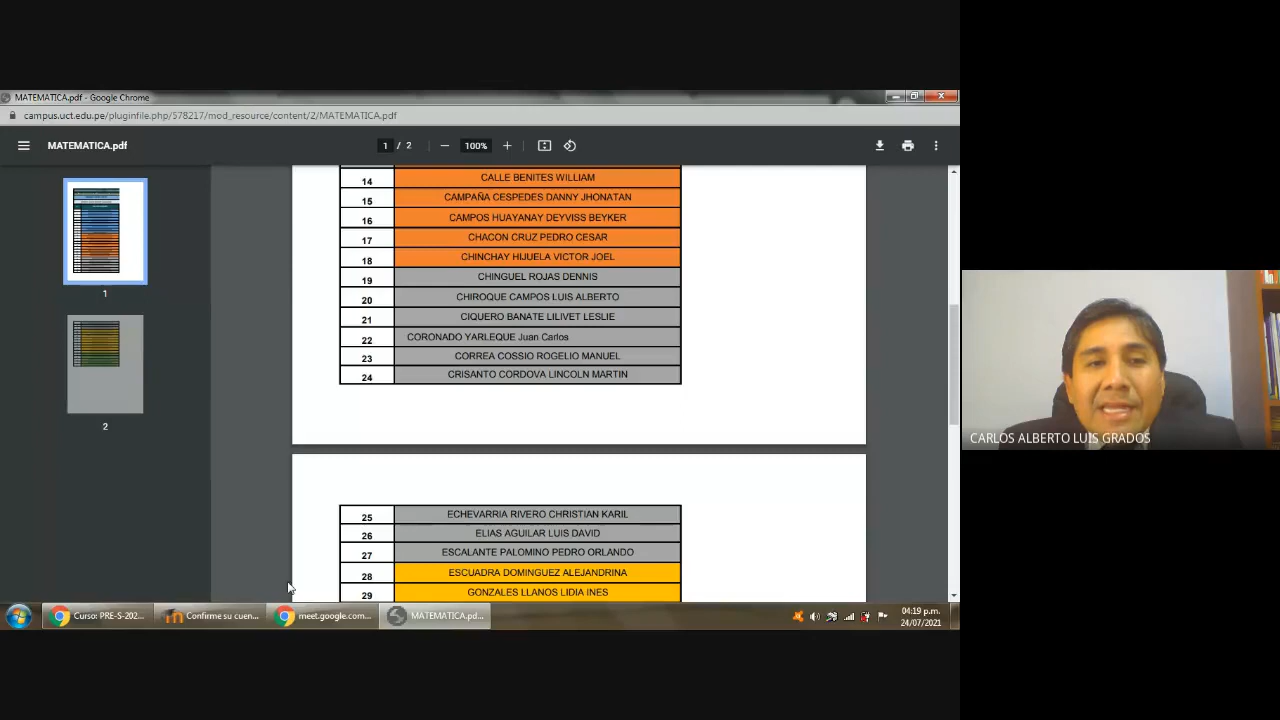 MATEMATICA.pdf - Google Chrome
campus.uct.edu.pe/pluginfile.php/578217/mod_resource/content/2/MATEMATICA.pdf
MATEMATICA.pdf
1 / 2
100%
14 CALLE BENITES WILLIAM
15 CAMPAÑA CESPEDES DANNY JHONATAN
16 CAMPOS HUAYANAY DEYVISS BEYKER
17 CHACON CRUZ PEDRO CESAR
18 CHINCHAY HIJUELA VICTOR JOEL
19 CHINGUEL ROJAS DENNIS
20 CHIROQUE CAMPOS LUIS ALBERTO
21 CIQUERO BANATE LILIVET LESLIE
22 CORONADO YARLEQUE Juan Carlos
23 CORREA COSSIO ROGELIO MANUEL
24 CRISANTO CORDOVA LINCOLN MARTIN
25 ECHEVARRIA RIVERO CHRISTIAN KARIL
26 ELIAS AGUILAR LUIS DAVID
27 ESCALANTE PALOMINO PEDRO ORLANDO
28 ESCUADRA DOMINGUEZ ALEJANDRINA
29 GONZALES LLANOS LIDIA INES
1
2
CARLOS ALBERTO LUIS GRADOS
Curso: PRE-S-202...
Confirme su cuen...
meet.google.com...
MATEMATICA.pd...
04:19 p.m.
24/07/2021